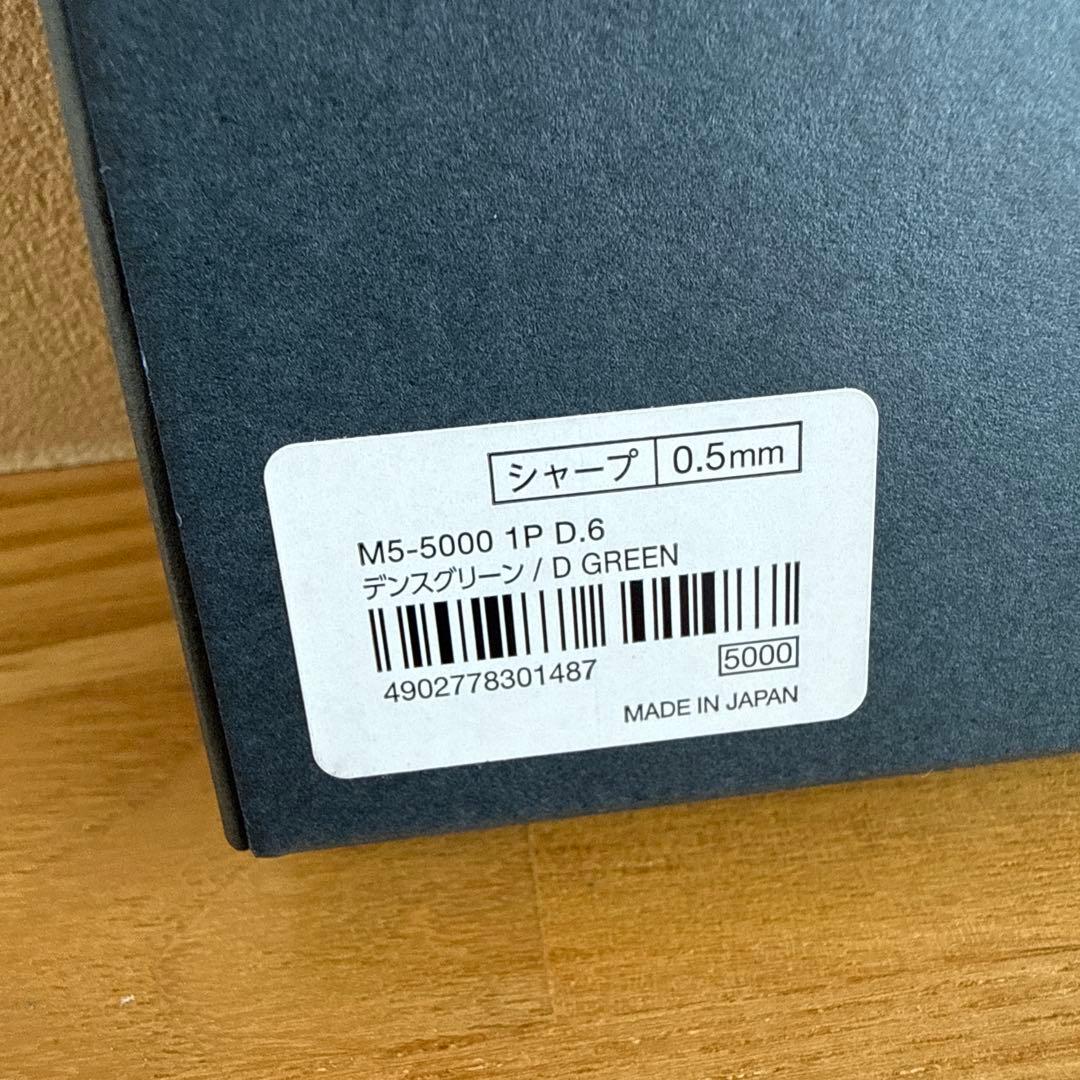 シャープ 0.5mm
M5-5000 1P D.6
デンスグリーン / D GREEN
4902778301487
5000
MADE IN JAPAN